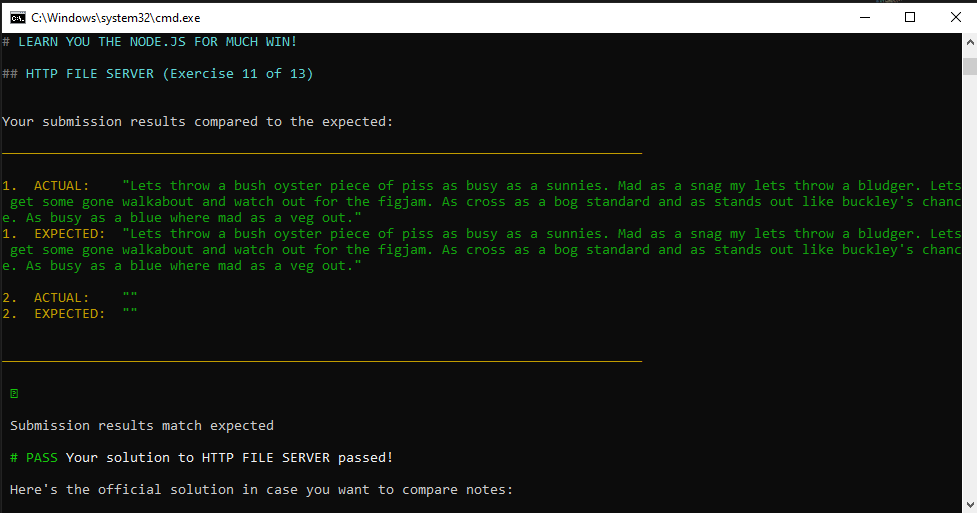 C:\Windows\system32\cmd.exe
# LEARN YOU THE NODE.JS FOR MUCH WIN!
## HTTP FILE SERVER (Exercise 11 of 13)
Your submission results compared to the expected:
1.  ACTUAL:    "Lets throw a bush oyster piece of piss as busy as a sunnies. Mad as a snag my lets throw a bludger. Lets
 get some gone walkabout and watch out for the figjam. As cross as a bog standard and as stands out like buckley's chanc
e. As busy as a blue where mad as a veg out."
1.  EXPECTED:  "Lets throw a bush oyster piece of piss as busy as a sunnies. Mad as a snag my lets throw a bludger. Lets
 get some gone walkabout and watch out for the figjam. As cross as a bog standard and as stands out like buckley's chanc
e. As busy as a blue where mad as a veg out."
2.  ACTUAL:    ""
2.  EXPECTED:  ""
Submission results match expected
# PASS Your solution to HTTP FILE SERVER passed!
Here's the official solution in case you want to compare notes: